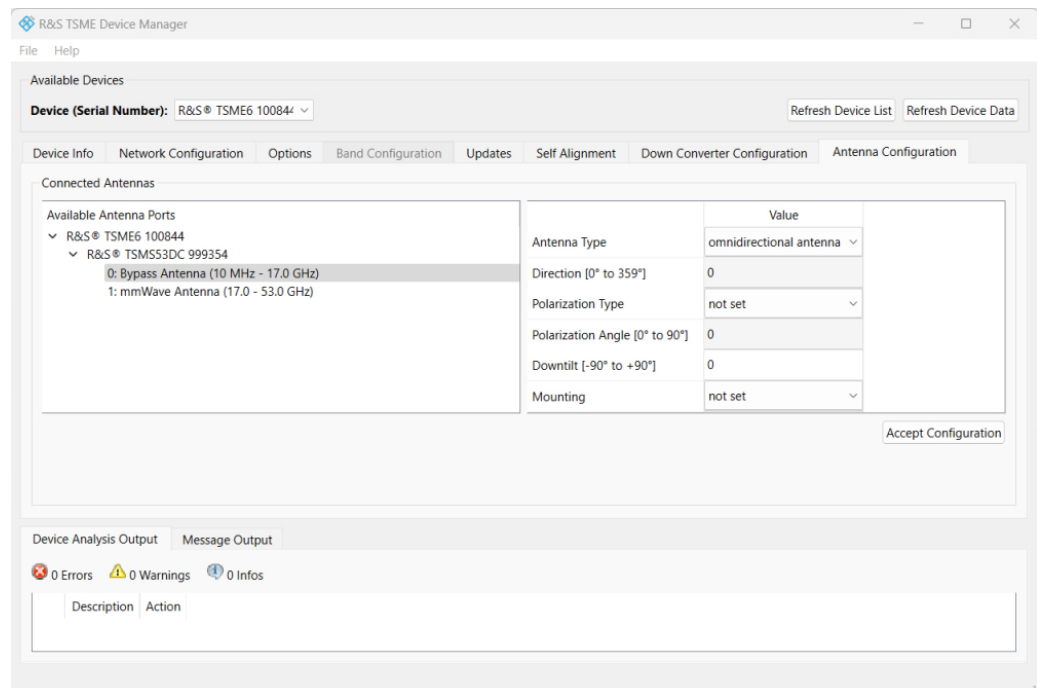 R&S TSME Device Manager
File Help
Available Devices
Device (Serial Number): R&S® TSME6 100844 Refresh Device List Refresh Device Data
Device Info Network Configuration Options Band Configuration Updates Self Alignment Down Converter Configuration Antenna Configuration
Connected Antennas
Available Antenna Ports Value
R&S® TSME6 100844
R&S® TSMS53DC 999354
0: Bypass Antenna (10 MHz - 17.0 GHz)
1: mmWave Antenna (17.0 - 53.0 GHz)
Antenna Type omnidirectional antenna
Direction [0° to 359°] 0
Polarization Type not set
Polarization Angle [0° to 90°] 0
Downtilt [-90° to +90°] 0
Mounting not set
Accept Configuration
Device Analysis Output Message Output
0 Errors 0 Warnings 0 Infos
Description Action